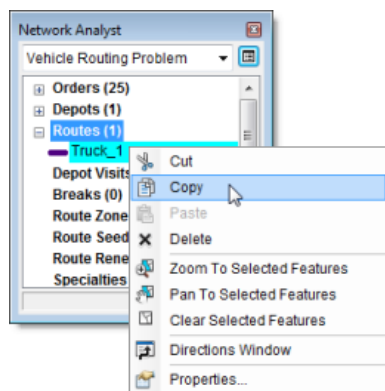 Network Analyst
Vehicle Routing Problem
Orders (25)
Depots (1)
Routes (1)
Truck_1
Depot Visits
Breaks (0)
Route Zone
Route Seed
Route Rene
Specialties
Cut
Copy
Paste
Delete
Zoom To Selected Features
Pan To Selected Features
Clear Selected Features
Directions Window
Properties...